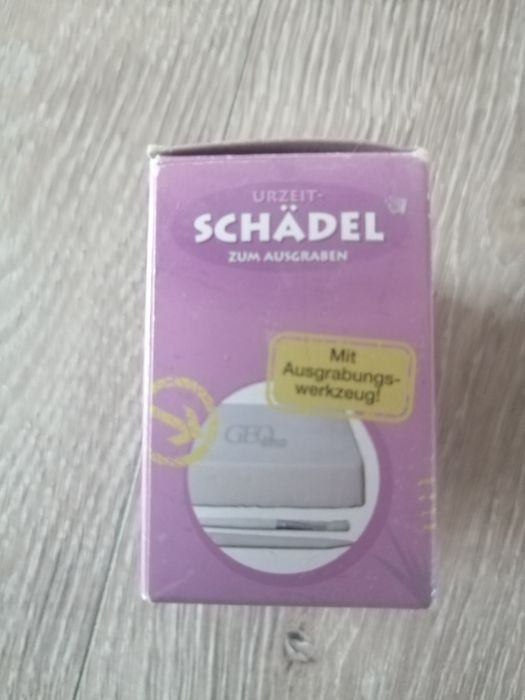 URZEIT-
SCHÄDEL
ZUM AUSGRABEN
Mit
Ausgrabungs-
werkzeug!
GEO